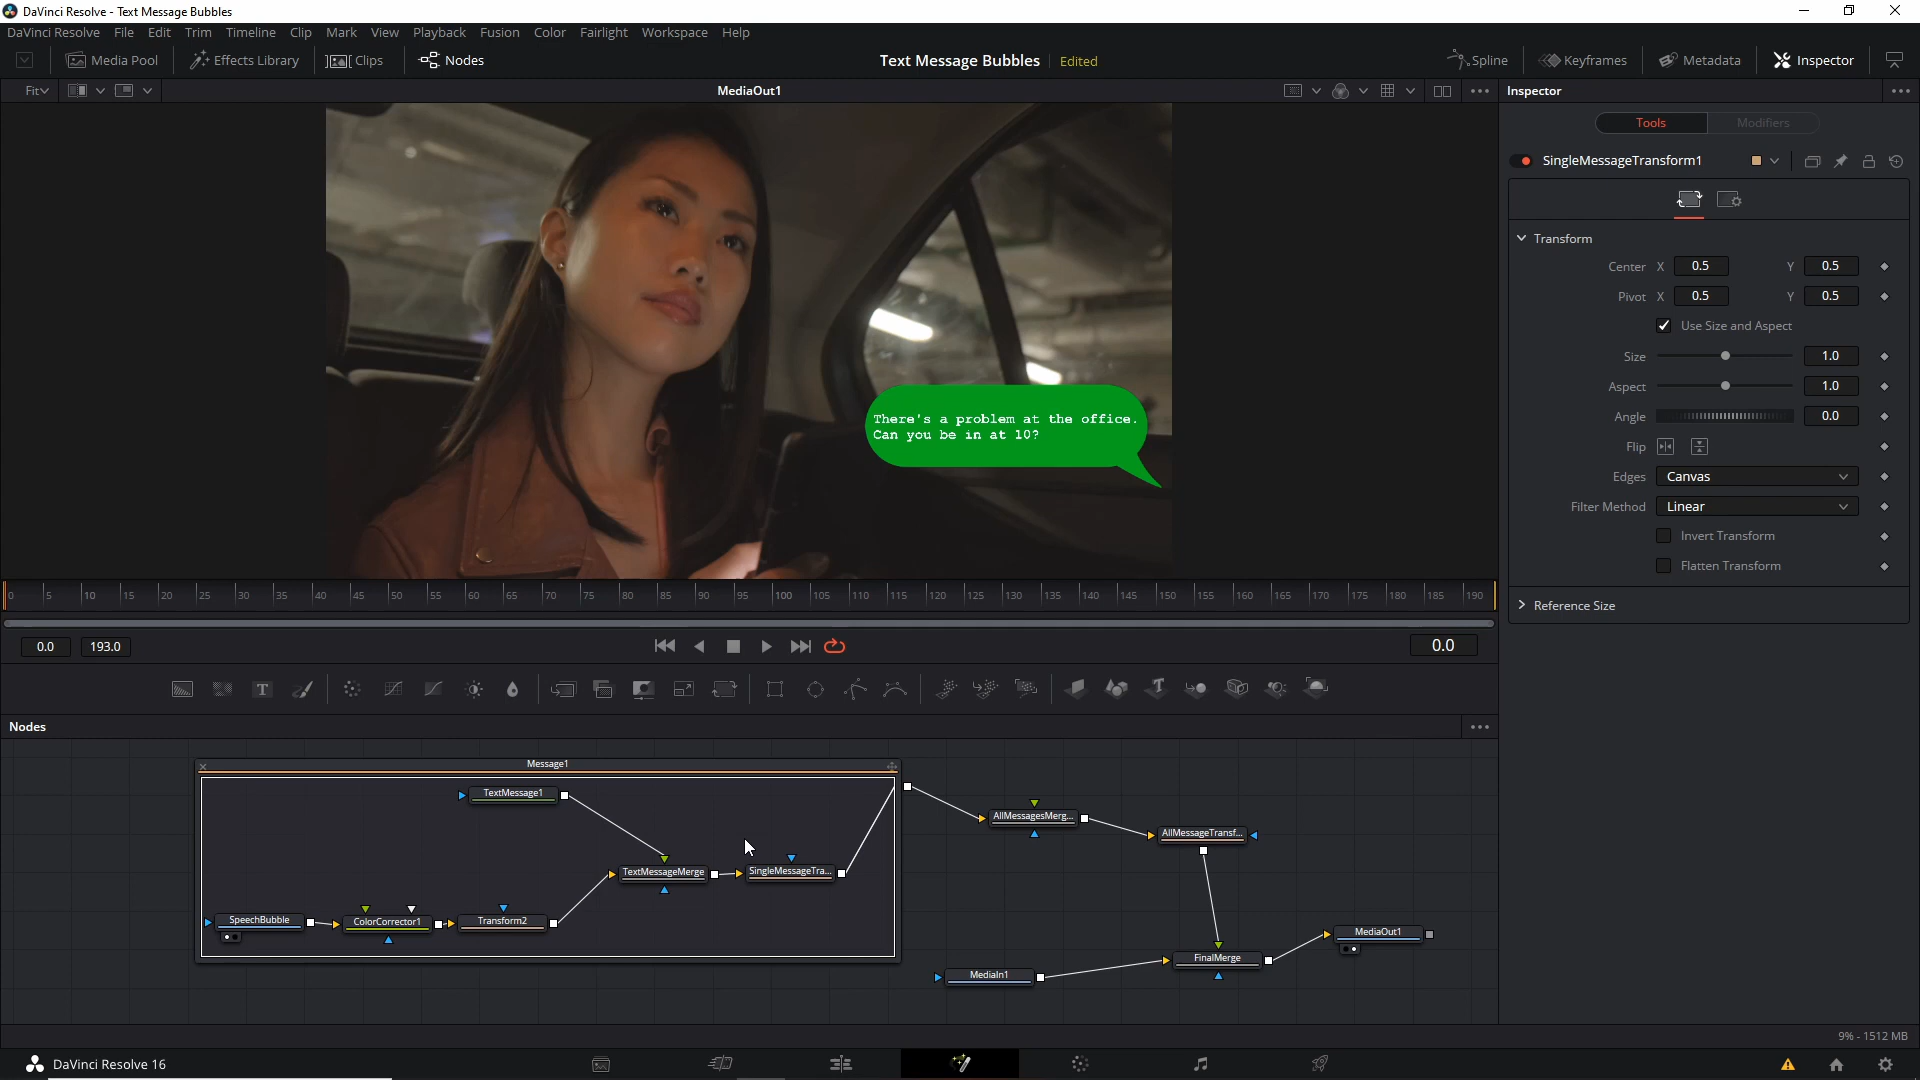 DaVinci Resolve - Text Message Bubbles
DaVinci Resolve File Edit Trim Timeline Clip Mark View Playback Fusion Color Fairlight Workspace Help
Media Pool Effects Library Clips Nodes Text Message Bubbles Edited Spline Keyframes Metadata Inspector
Fit MediaOut1 Inspector
Tools Modifiers
SingleMessageTransform1
Transform
Center X 0.5 Y 0.5
Pivot X 0.5 Y 0.5
Use Size and Aspect
Size 1.0
Aspect 1.0
Angle 0.0
Flip
Edges Canvas
Filter Method Linear
Invert Transform
Flatten Transform
Reference Size
There's a problem at the office.
Can you be in at 10?
0 5 10 15 20 25 30 35 40 45 50 55 60 65 70 75 80 85 90 95 100 105 110 115 120 125 130 135 140 145 150 155 160 165 170 175 180 185 190
0.0 193.0 0.0
Nodes
Message1
TextMessage1
AllMessagesMerg...
AllMessageTransf...
TextMessageMerge SingleMessageTra...
SpeechBubble ColorCorrector1 Transform2
MediaOut1
FinalMerge
MediaIn1
9% - 1512 MB
DaVinci Resolve 16